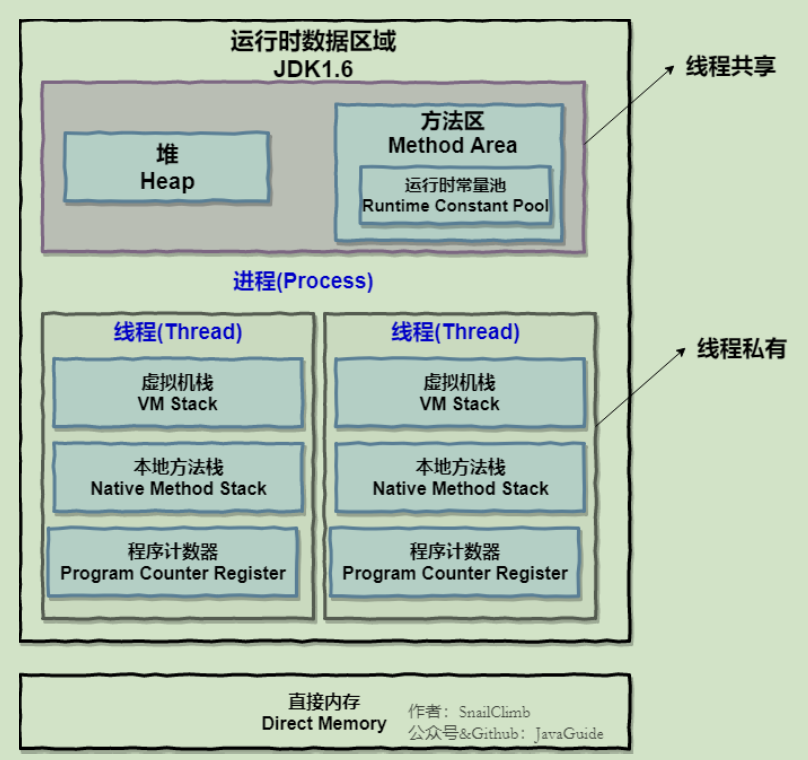 运行时数据区域
JDK1.6
线程共享
堆
Heap
方法区
Method Area
运行时常量池
Runtime Constant Pool
进程(Process)
线程(Thread)
虚拟机栈
VM Stack
本地方法栈
Native Method Stack
程序计数器
Program Counter Register
线程(Thread)
虚拟机栈
VM Stack
本地方法栈
Native Method Stack
程序计数器
Program Counter Register
线程私有
直接内存
Direct Memory
作者：SnailClimb
公众号&Github：JavaGuide